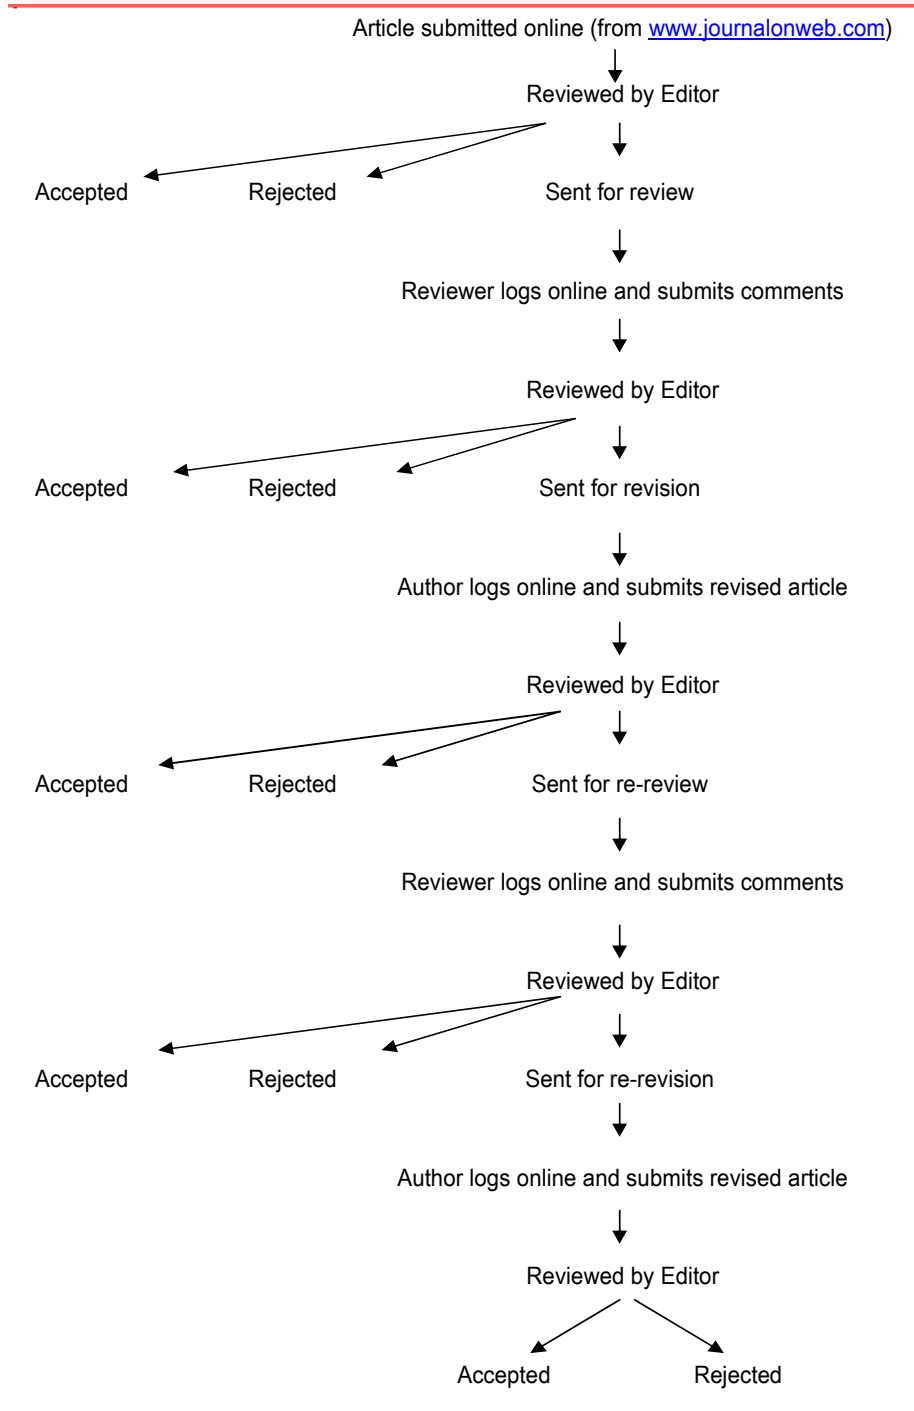 Article submitted online (from www.journalonweb.com)
Reviewed by Editor
Accepted Rejected Sent for review
Reviewer logs online and submits comments
Reviewed by Editor
Accepted Rejected Sent for revision
Author logs online and submits revised article
Reviewed by Editor
Accepted Rejected Sent for re-review
Reviewer logs online and submits comments
Reviewed by Editor
Accepted Rejected Sent for re-revision
Author logs online and submits revised article
Reviewed by Editor
Accepted Rejected